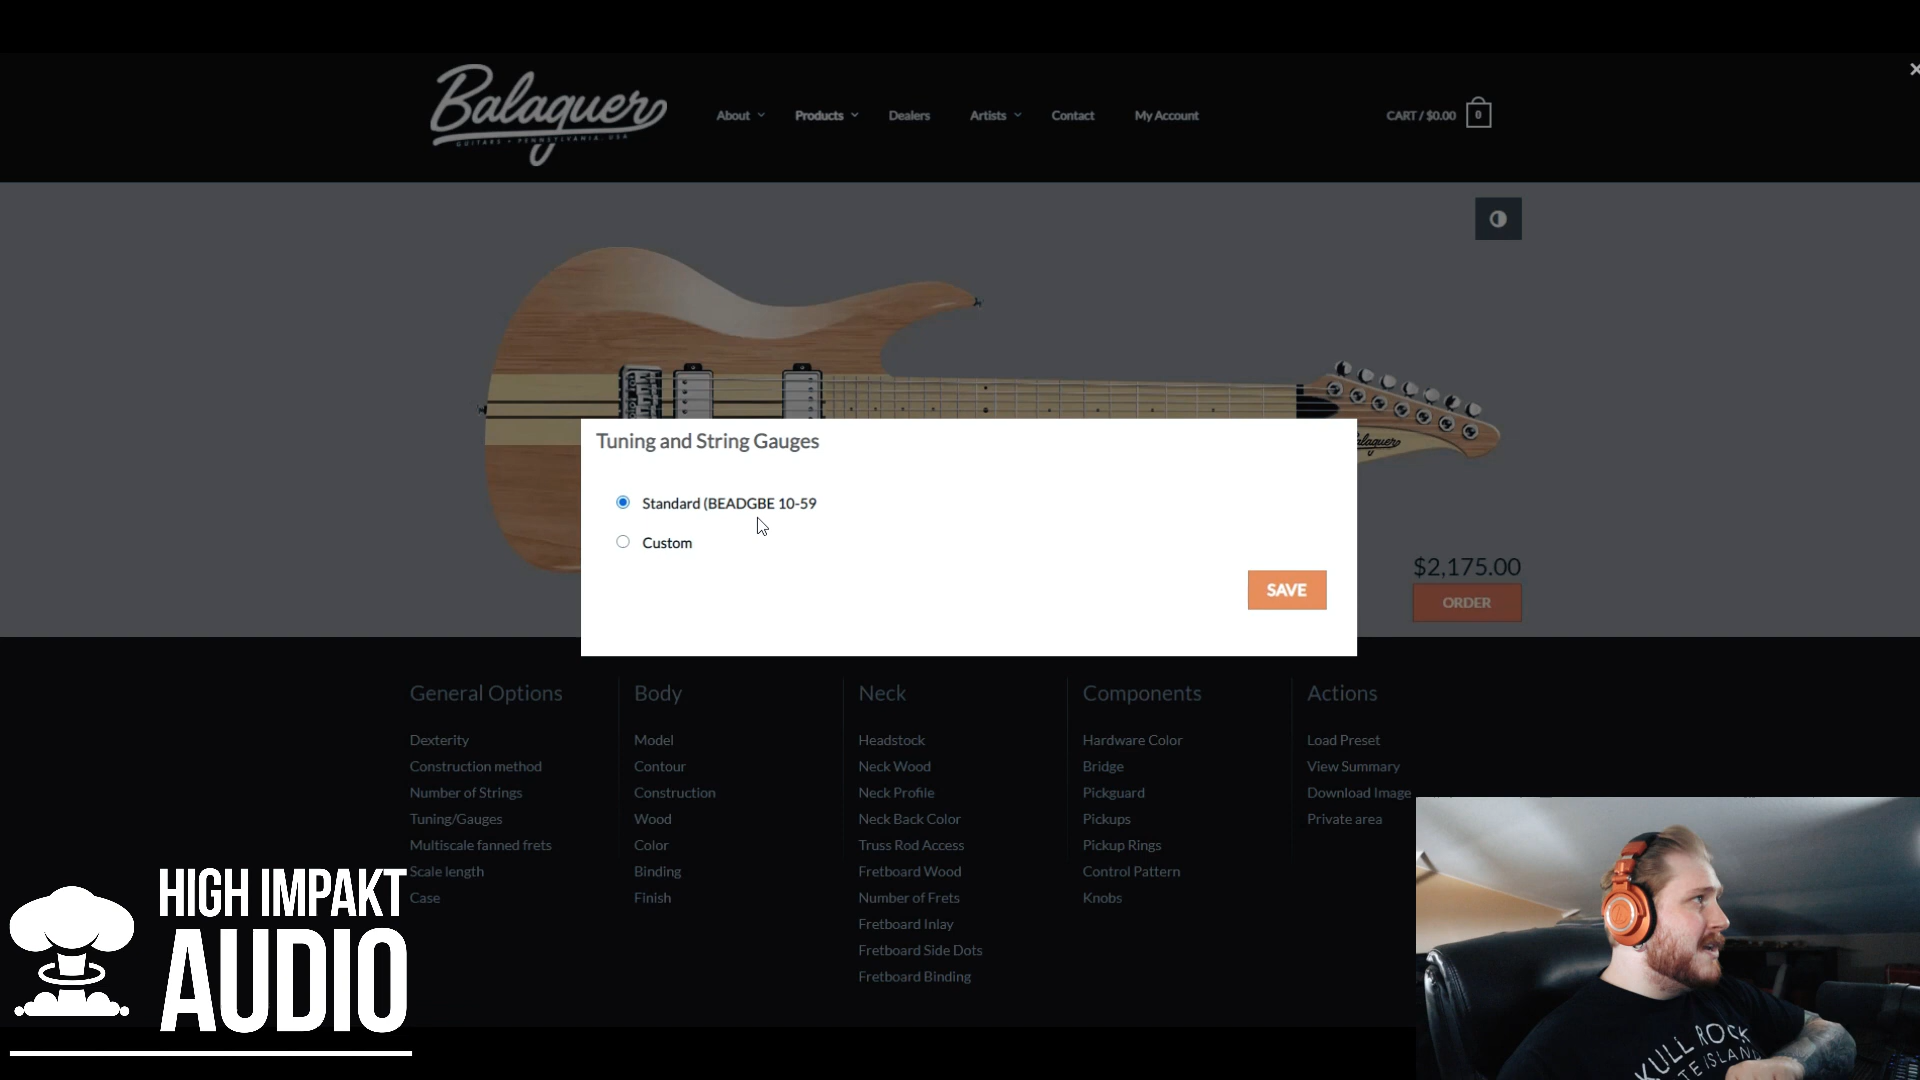 Balaguer
GUITARS • PENNSYLVANIA, USA
About
Products
Dealers
Artists
Contact
My Account
CART / $0.00
0
Balaguer
Tuning and String Gauges
Standard (BEADGBE 10-59
Custom
SAVE
$2,175.00
ORDER
General Options
Dexterity
Construction method
Number of Strings
Tuning/Gauges
Multiscale fanned frets
Scale length
Case
Body
Model
Contour
Construction
Wood
Color
Binding
Finish
Neck
Headstock
Neck Wood
Neck Profile
Neck Back Color
Truss Rod Access
Fretboard Wood
Number of Frets
Fretboard Inlay
Fretboard Side Dots
Fretboard Binding
Components
Hardware Color
Bridge
Pickguard
Pickups
Pickup Rings
Control Pattern
Knobs
Actions
Load Preset
View Summary
Download Image
Private area
HIGH IMPAKT
AUDIO
KULL ROCK
TE ISLAN